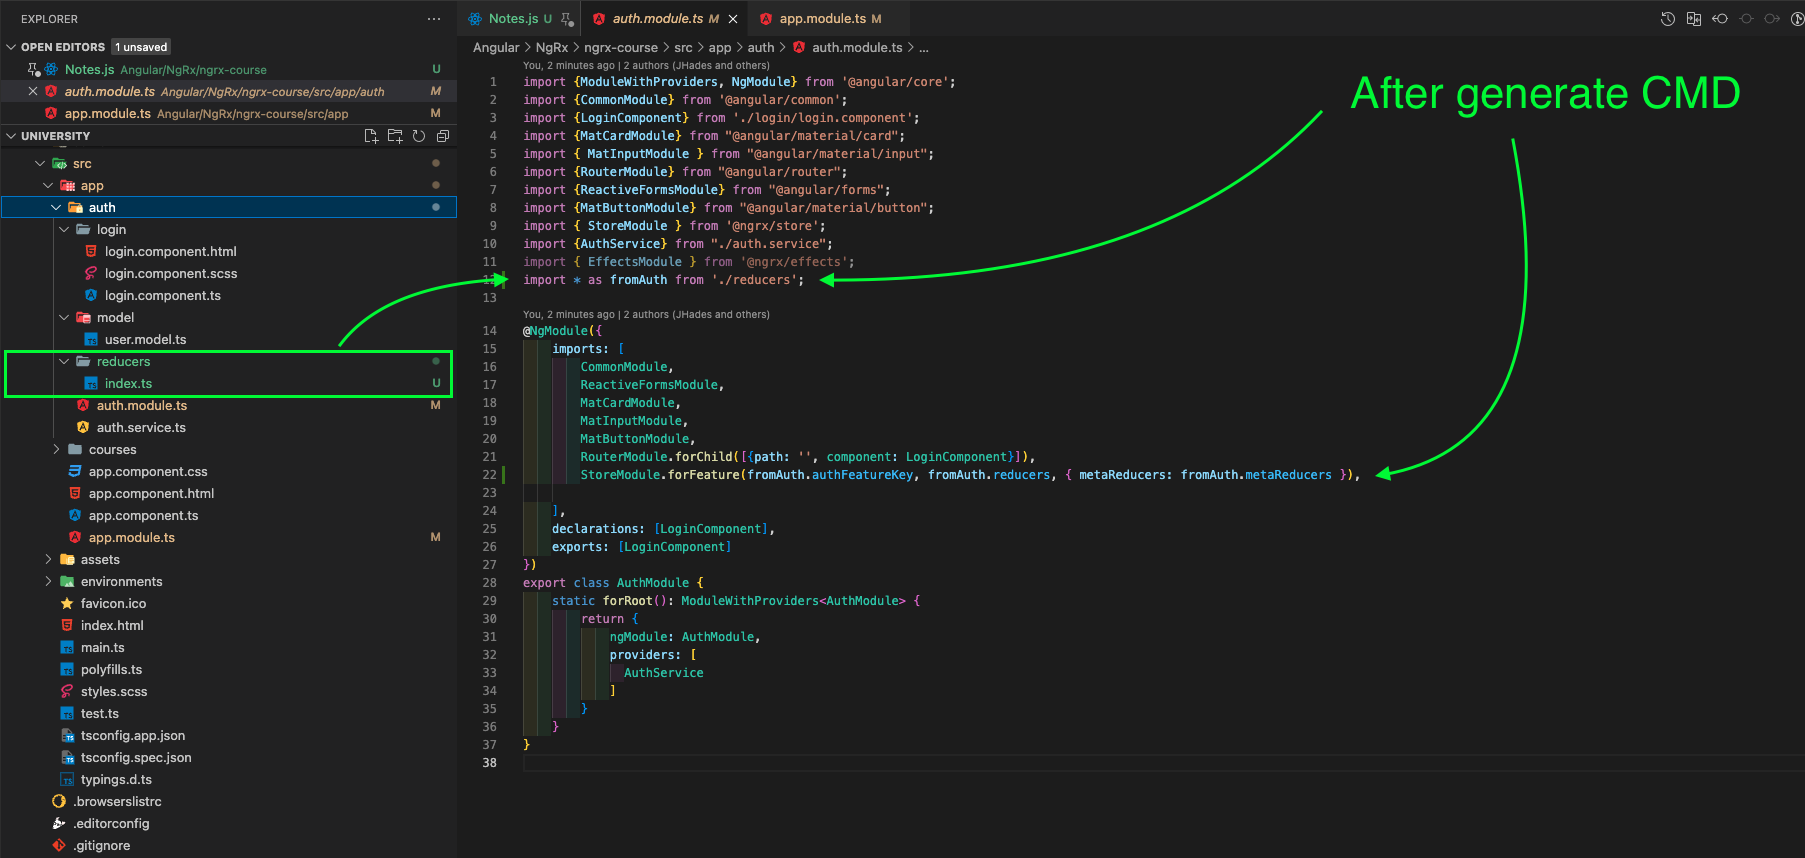 EXPLORER
OPEN EDITORS 1 unsaved
Notes.js Angular/NgRx/ngrx-course U
auth.module.ts Angular/NgRx/ngrx-course/src/app/auth M
app.module.ts Angular/NgRx/ngrx-course/src/app M
UNIVERSITY
src
app
auth
login
login.component.html
login.component.scss
login.component.ts
model
user.model.ts
reducers
index.ts U
auth.module.ts M
auth.service.ts
courses
app.component.css
app.component.html
app.component.ts
app.module.ts M
assets
environments
favicon.ico
index.html
main.ts
polyfills.ts
styles.scss
test.ts
tsconfig.app.json
tsconfig.spec.json
typings.d.ts
.browserslistrc
.editorconfig
.gitignore
Notes.js U auth.module.ts M app.module.ts M
Angular > NgRx > ngrx-course > src > app > auth > auth.module.ts > ...
After generate CMD
You, 2 minutes ago | 2 authors (JHades and others)
1 import {ModuleWithProviders, NgModule} from '@angular/core';
2 import {CommonModule} from '@angular/common';
3 import {LoginComponent} from './login/login.component';
4 import {MatCardModule} from "@angular/material/card";
5 import { MatInputModule } from "@angular/material/input";
6 import {RouterModule} from "@angular/router";
7 import {ReactiveFormsModule} from "@angular/forms";
8 import {MatButtonModule} from "@angular/material/button";
9 import { StoreModule } from '@ngrx/store';
10 import {AuthService} from "./auth.service";
11 import { EffectsModule } from '@ngrx/effects';
12 import * as fromAuth from './reducers';
13
You, 2 minutes ago | 2 authors (JHades and others)
14 @NgModule({
15 imports: [
16 CommonModule,
17 ReactiveFormsModule,
18 MatCardModule,
19 MatInputModule,
20 MatButtonModule,
21 RouterModule.forChild([{path: '', component: LoginComponent}]),
22 StoreModule.forFeature(fromAuth.authFeatureKey, fromAuth.reducers, { metaReducers: fromAuth.metaReducers }),
23
24 ],
25 declarations: [LoginComponent],
26 exports: [LoginComponent]
27 })
28 export class AuthModule {
29 static forRoot(): ModuleWithProviders<AuthModule> {
30 return {
31 ngModule: AuthModule,
32 providers: [
33 AuthService
34 ]
35 }
36 }
37 }
38